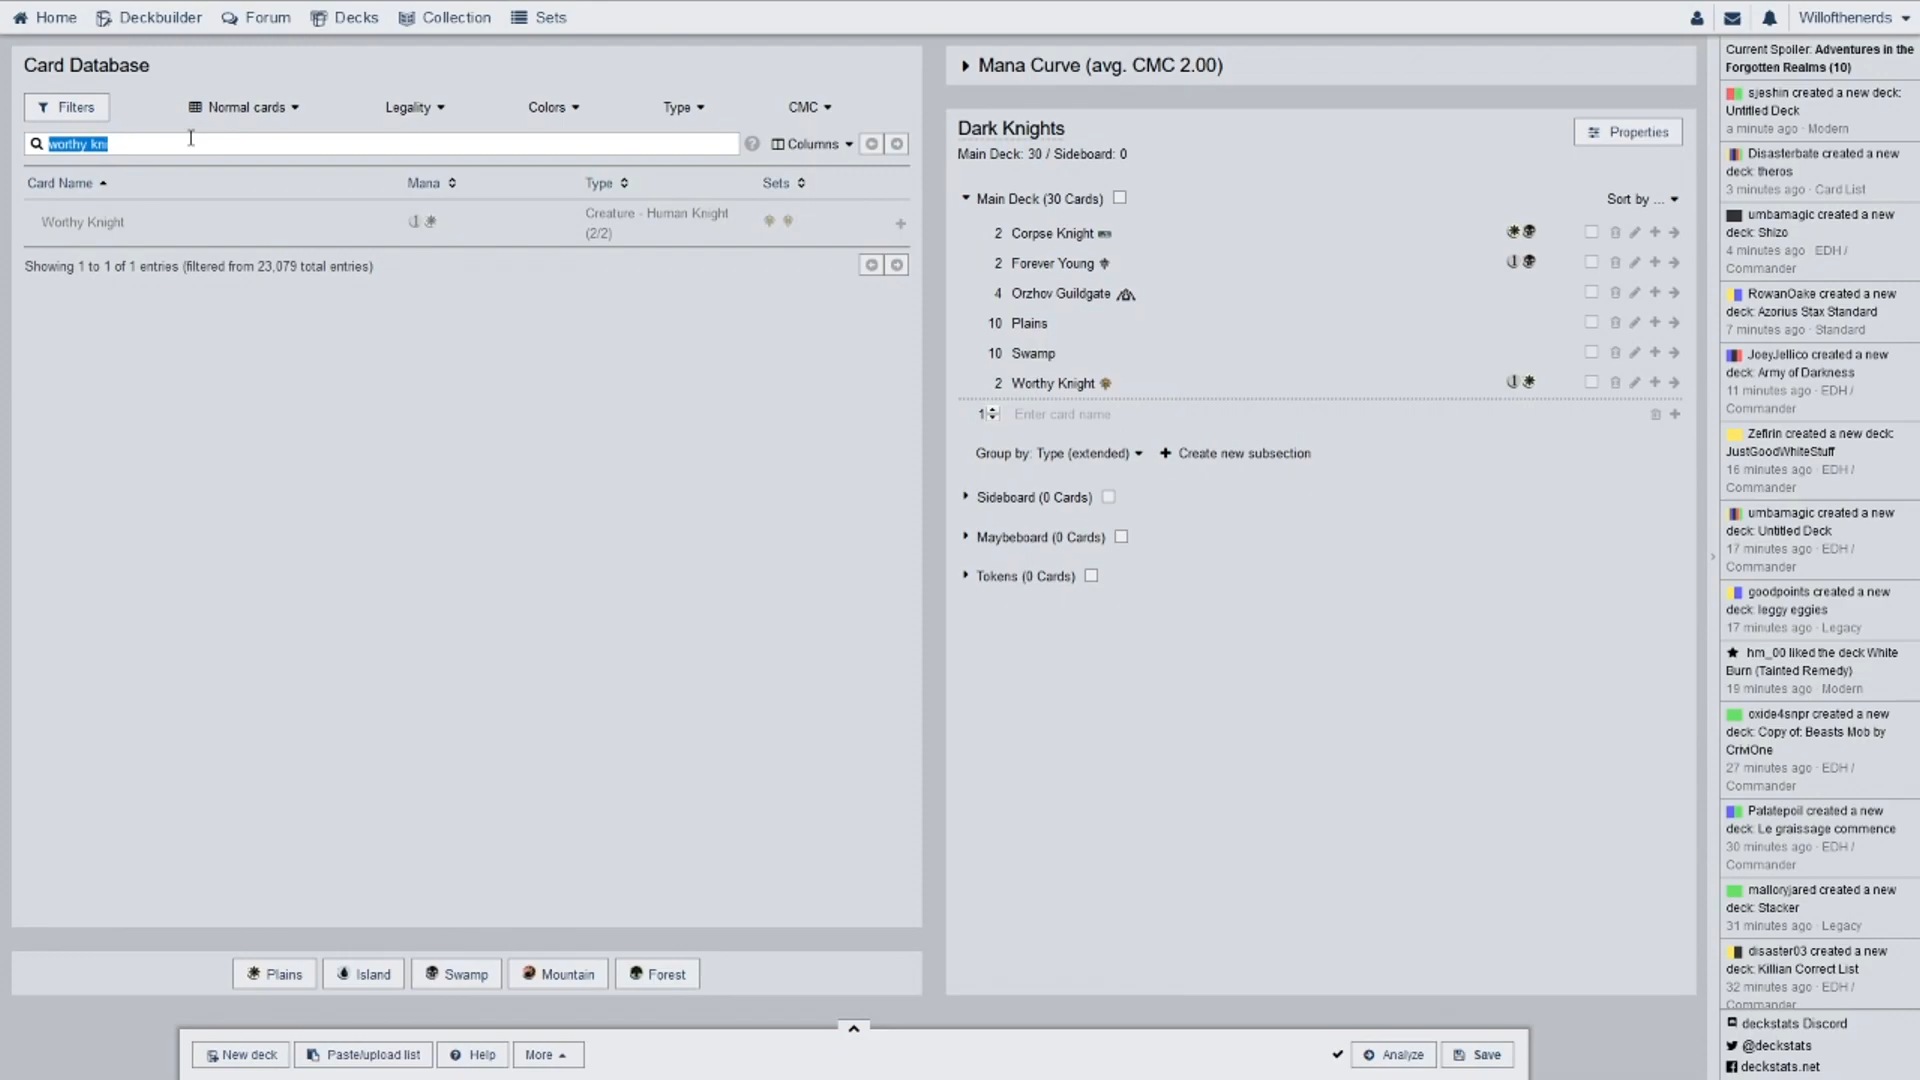 Home Deckbuilder Forum Decks Collection Sets Willofthenerds
Card Database
Filters Normal cards Legality Colors Type CMC
worthy kni
? Columns
Card Name Mana Type Sets
Worthy Knight 1 Creature - Human Knight
(2/2)
Showing 1 to 1 of 1 entries (filtered from 23,079 total entries)
Plains Island Swamp Mountain Forest
Mana Curve (avg. CMC 2.00)
Dark Knights
Properties
Main Deck: 30 / Sideboard: 0
Main Deck (30 Cards) Sort by ...
2 Corpse Knight
2 Forever Young 1
4 Orzhov Guildgate
10 Plains
10 Swamp
2 Worthy Knight 1
1 Enter card name
Group by: Type (extended) Create new subsection
Sideboard (0 Cards)
Maybeboard (0 Cards)
Tokens (0 Cards)
Current Spoiler: Adventures in the
Forgotten Realms (10)
sjeshin created a new deck:
Untitled Deck
a minute ago · Modern
Disasterbate created a new
deck: theros
3 minutes ago · Card List
umbamagic created a new
deck: Shizo
4 minutes ago · EDH /
Commander
RowanOake created a new
deck: Azorius Stax Standard
7 minutes ago · Standard
JoeyJellico created a new
deck: Army of Darkness
11 minutes ago · EDH /
Commander
Zefirin created a new deck:
JustGoodWhiteStuff
16 minutes ago · EDH /
Commander
umbamagic created a new
deck: Untitled Deck
17 minutes ago · EDH /
Commander
goodpoints created a new
deck: leggy eggies
17 minutes ago · Legacy
hm_00 liked the deck White
Burn (Tainted Remedy)
19 minutes ago · Modern
oxide4snpr created a new
deck: Copy of: Beasts Mob by
CriviOne
27 minutes ago · EDH /
Commander
Palatepoil created a new
deck: Le graissage commence
30 minutes ago · EDH /
Commander
malloryjared created a new
deck: Stacker
31 minutes ago · Legacy
disaster03 created a new
deck: Killian Correct List
32 minutes ago · EDH /
Commander
deckstats Discord
@deckstats
deckstats.net
New deck Paste/upload list Help More Analyze Save